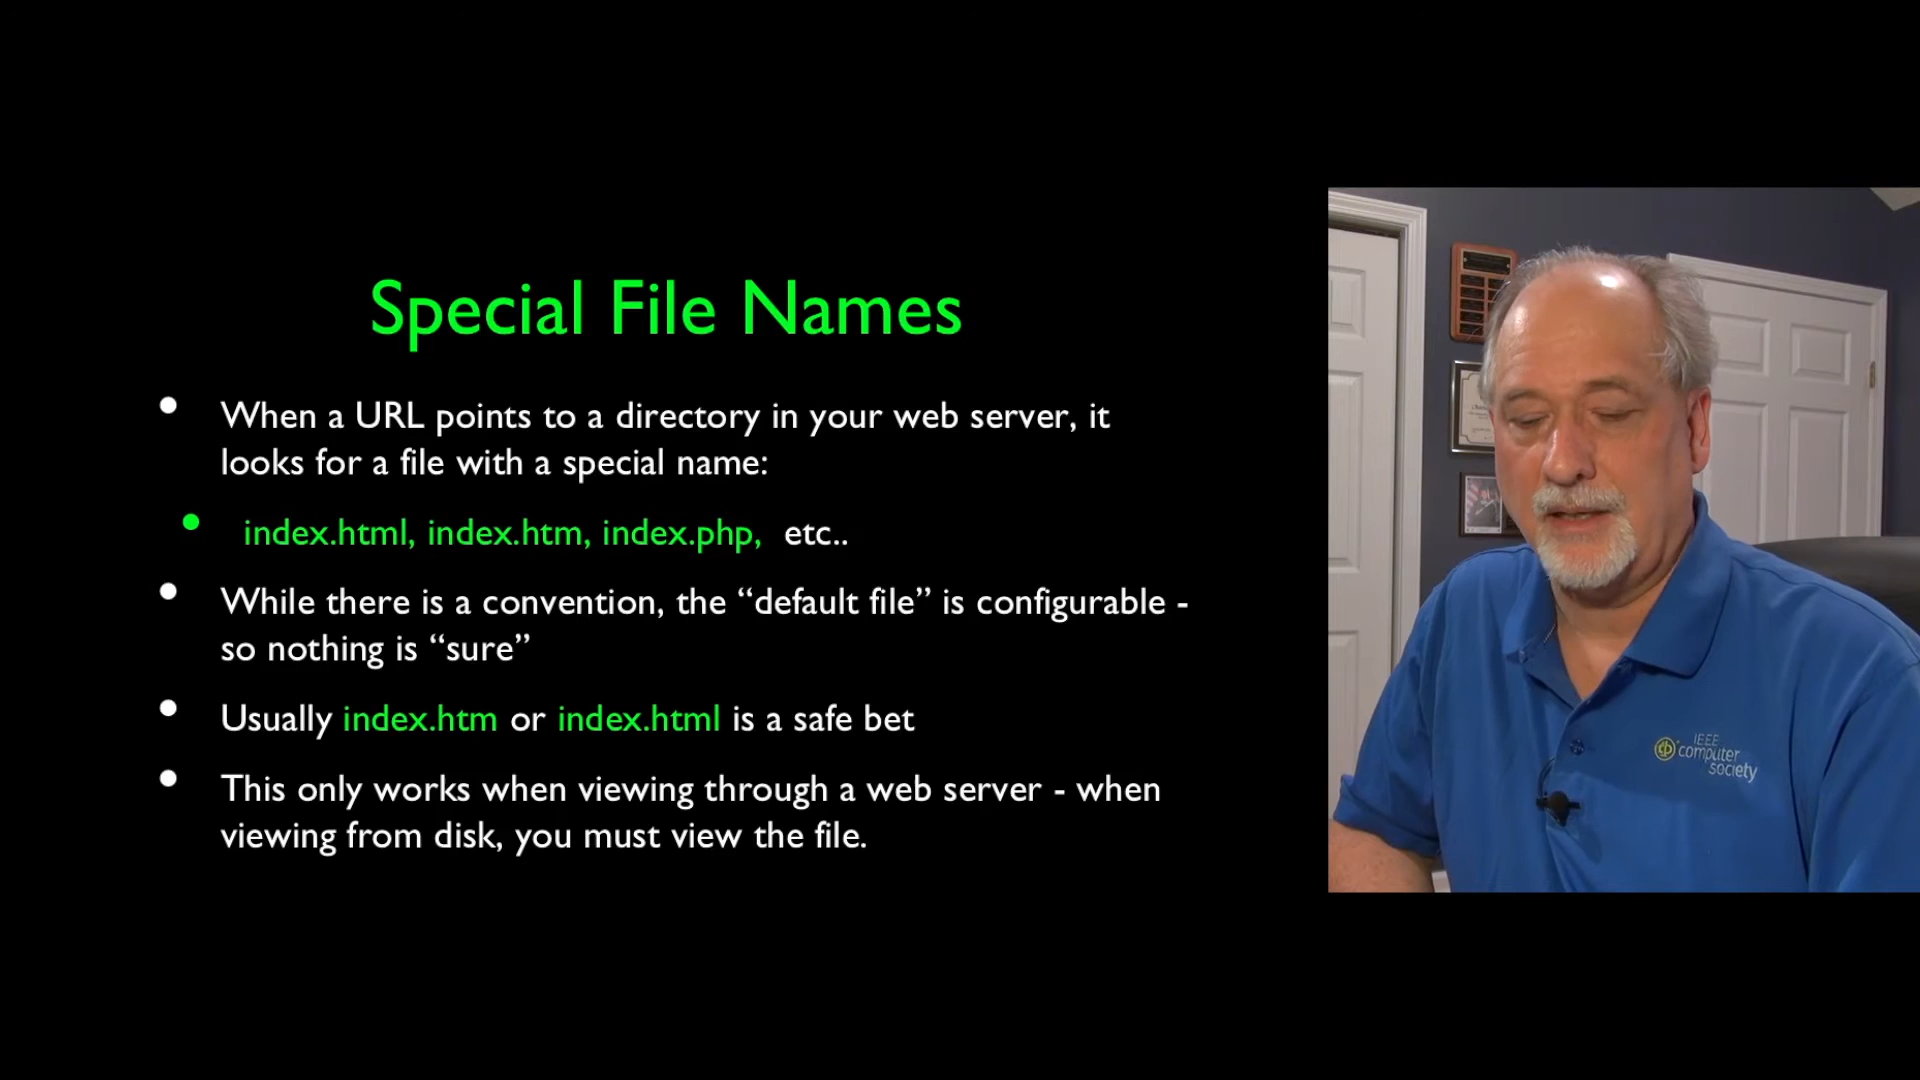 Special File Names
When a URL points to a directory in your web server, it
looks for a file with a special name:
index.html, index.htm, index.php, etc..
While there is a convention, the “default file” is configurable -
so nothing is “sure”
Usually index.htm or index.html is a safe bet
This only works when viewing through a web server - when
viewing from disk, you must view the file.
IEEE
computer
society